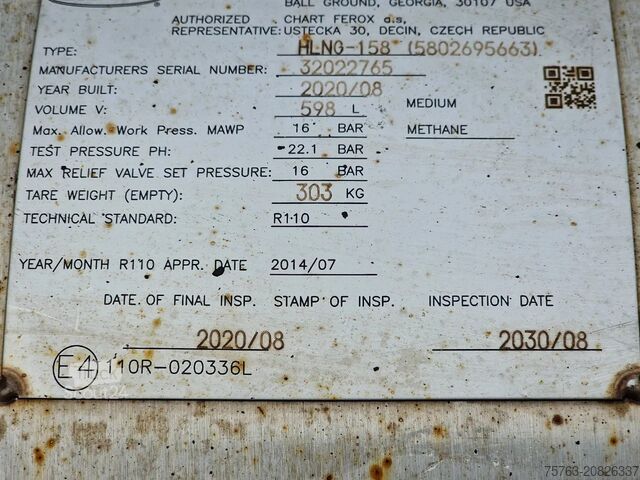 BALL GROUND, GEORGIA, 30107 USA
AUTHORIZED CHART FEROX a.s,
REPRESENTATIVE: USTECKA 30, DECIN, CZECH REPUBLIC
TYPE: HLNG-158 (5802695663)
MANUFACTURERS SERIAL NUMBER: 32022765
YEAR BUILT: 2020/08
VOLUME V: 598 L MEDIUM
Max. Allow. Work Press. MAWP 16 BAR METHANE
TEST PRESSURE PH: 22.1 BAR
MAX RELIEF VALVE SET PRESSURE: 16 BAR
TARE WEIGHT (EMPTY): 303 KG
TECHNICAL STANDARD: R110
YEAR/MONTH R110 APPR. DATE 2014/07
DATE OF FINAL INSP. STAMP OF INSP. INSPECTION DATE
2020/08 2030/08
E4 110R-020336L
75763-20826337